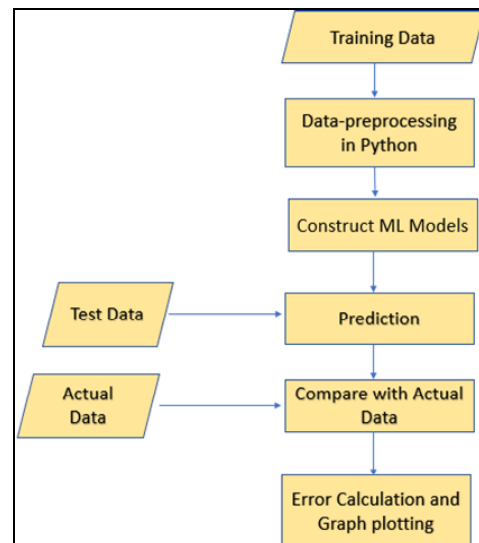 Training Data
Data-preprocessing
in Python
Construct ML Models
Test Data
Prediction
Actual
Data
Compare with Actual
Data
Error Calculation and
Graph plotting